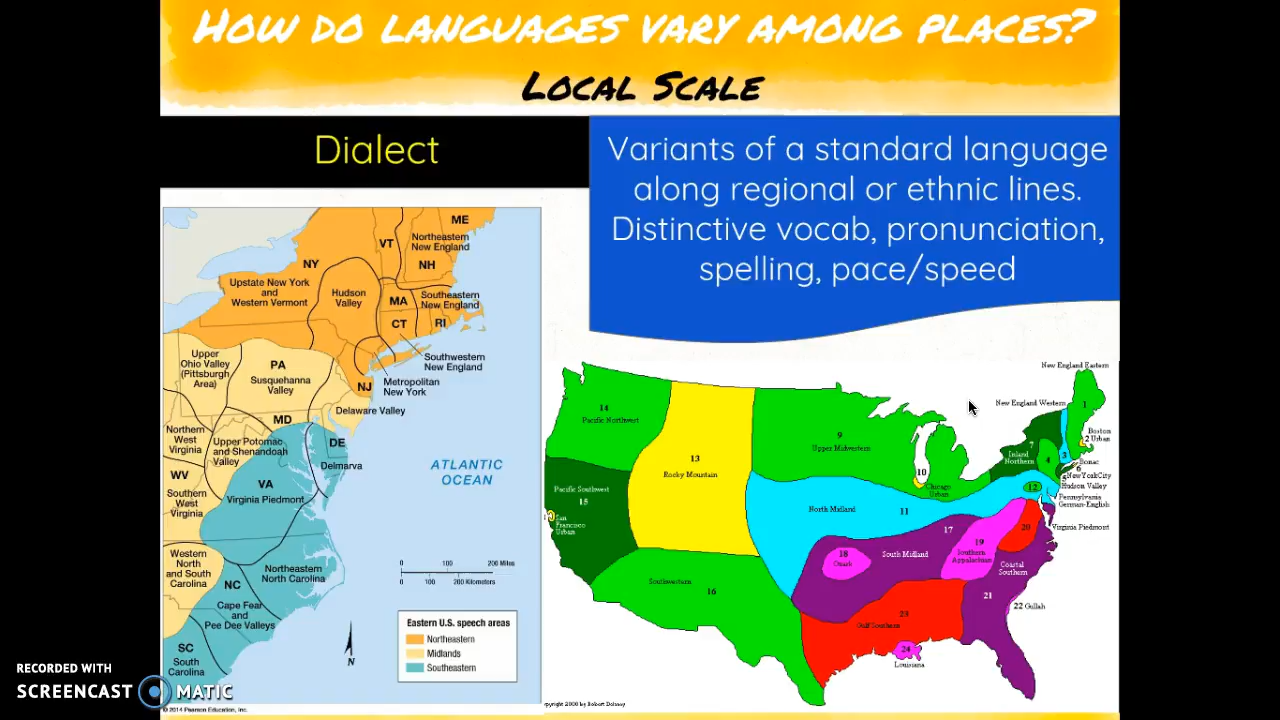 How do languages vary among places?
Local Scale
Dialect
Variants of a standard language
along regional or ethnic lines.
Distinctive vocab, pronunciation,
spelling, pace/speed
ME
VT
Northeastern
New England
NH
NY
Upstate New York
and
Western Vermont
Hudson
Valley
MA
Southeastern
New England
CT
RI
Southwestern
New England
Upper
Ohio Valley
(Pittsburgh
Area)
PA
Susquehanna
Valley
NJ
Metropolitan
New York
Delaware Valley
MD
Northern
West
Virginia
Upper Potomac
and Shenandoah
Valley
DE
Delmarva
WV
VA
Virginia Piedmont
ATLANTIC
OCEAN
Southern
West
Virginia
Western
North
and South
Carolina
NC
Northeastern
North Carolina
Cape Fear
and
Pee Dee Valleys
SC
South
Carolina
0 100 200 Miles
0 100 200 Kilometers
N
Eastern U.S. speech areas
Northeastern
Midlands
Southeastern
© 2014 Pearson Education, Inc.
New England Eastern
1
New England Western
Boston
2 Urban
3
4
Bonac
6
New York City
Hudson Valley
7
Inland
Northern
Pennsylvania
German-English
12
Virginia Piedmont
14
Pacific Northwest
13
Rocky Mountain
9
Upper Midwestern
10
Chicago
Urban
Pacific Southwest
15
San
Francisco
Urban
North Midland
11
17
South Midland
18
Ozark
19
Southern
Appalachian
20
Coastal
Southern
21
22 Gullah
Southwestern
16
23
Gulf Southern
24
Louisiana
pyright 2000 by Robert Delaney
RECORDED WITH
SCREENCAST MATIC